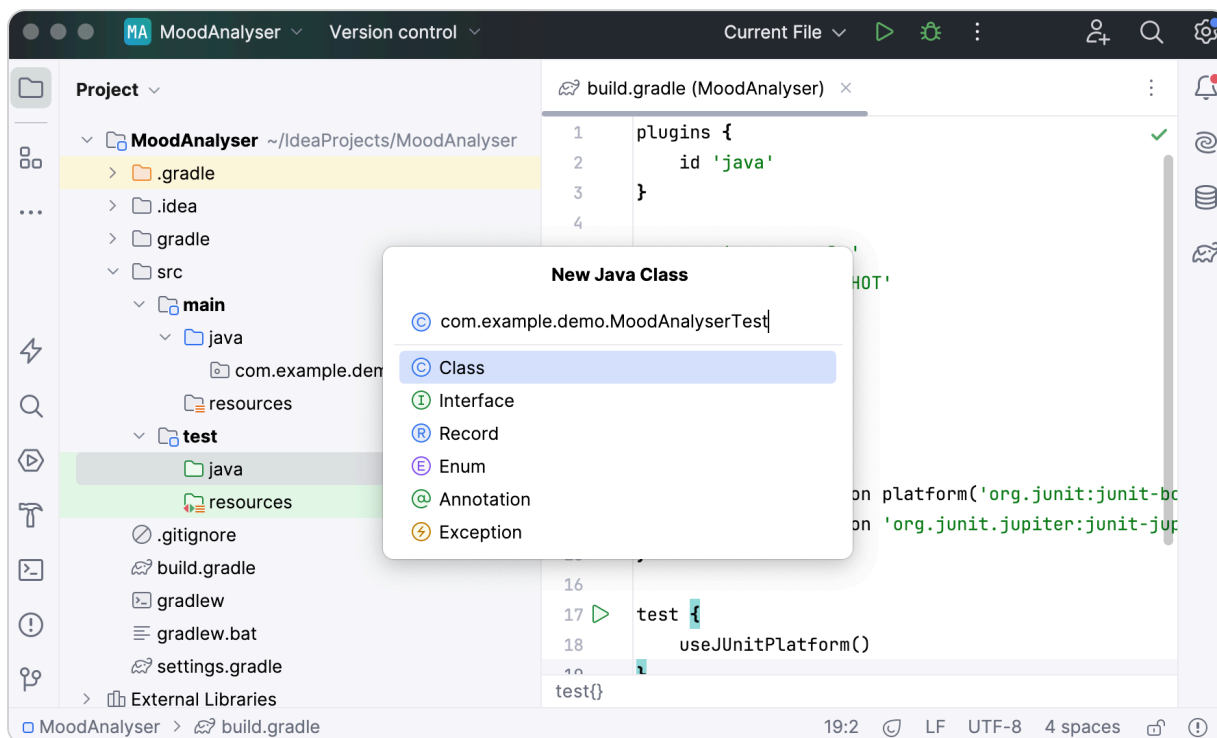 MA MoodAnalyser Version control Current File
Project
MoodAnalyser ~/IdeaProjects/MoodAnalyser
.gradle
.idea
gradle
src
main
java
com.example.dem
resources
test
java
resources
.gitignore
build.gradle
gradlew
gradlew.bat
settings.gradle
External Libraries
build.gradle (MoodAnalyser)
1 plugins {
2 id 'java'
3 }
4
'
HOT'
on platform('org.junit:junit-bo
on 'org.junit.jupiter:junit-jup
16
17 test {
18 useJUnitPlatform()
19 }
test{}
New Java Class
C com.example.demo.MoodAnalyserTest
C Class
I Interface
R Record
E Enum
@ Annotation
Exception
MoodAnalyser > build.gradle 19:2 LF UTF-8 4 spaces